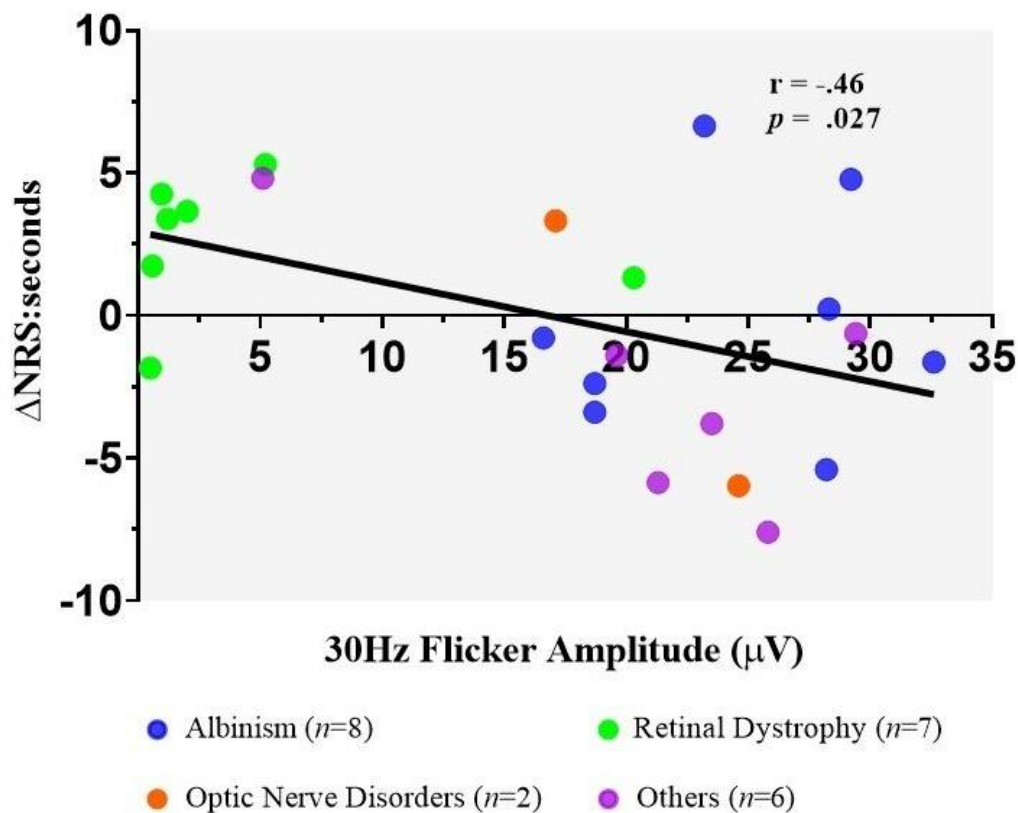 10
r = -.46
p = .027
5
ΔNRS:seconds
0
5 10 15 20 25 30 35
-5
-10
30Hz Flicker Amplitude (μV)
Albinism (n=8) Retinal Dystrophy (n=7)
Optic Nerve Disorders (n=2) Others (n=6)